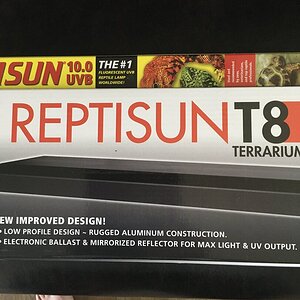 ISUN 10.0
UVB
THE #1
FLUORESCENT UVB
REPTILE LAMP
WORLDWIDE!
REPTISUN T8
TERRARIUM
EW IMPROVED DESIGN!
• LOW PROFILE DESIGN – RUGGED ALUMINUM CONSTRUCTION.
• ELECTRONIC BALLAST & MIRRORIZED REFLECTOR FOR MAX LIGHT & UV OUTPUT.